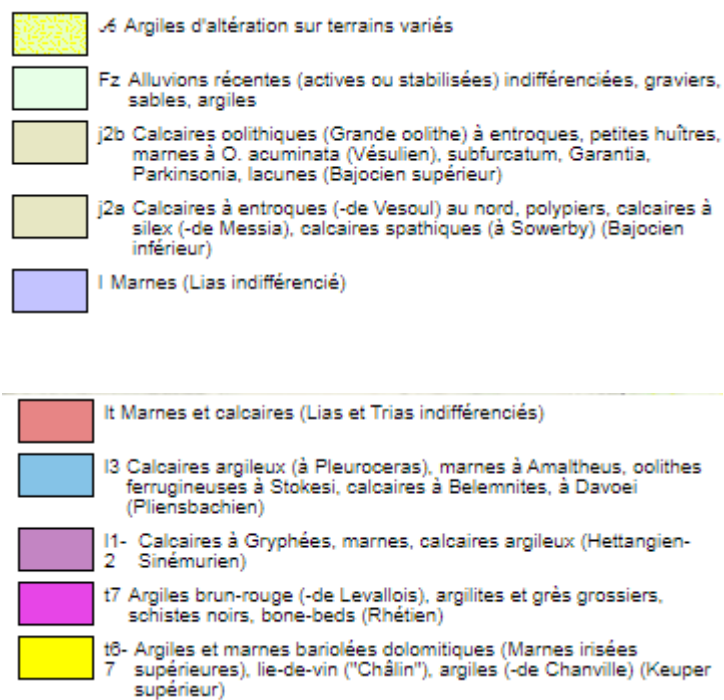 Argiles d'altération sur terrains variés
Fz Alluvions récentes (actives ou stabilisées) indifférenciées, graviers,
sables, argiles
j2b Calcaires oolithiques (Grande oolithe) à entroques, petites huîtres,
marnes à O. acuminata (Vésulien), subfurcatum, Garantia,
Parkinsonia, lacunes (Bajocien supérieur)
j2a Calcaires à entroques (-de Vesoul) au nord, polypiers, calcaires à
silex (-de Messia), calcaires spathiques (à Sowerby) (Bajocien
inférieur)
l Marnes (Lias indifférencié)
lt Marnes et calcaires (Lias et Trias indifférenciés)
l3 Calcaires argileux (à Pleuroceras), marnes à Amaltheus, oolithes
ferrugineuses à Stokesi, calcaires à Belemnites, à Davoei
(Pliensbachien)
l1- Calcaires à Gryphées, marnes, calcaires argileux (Hettangien-
2 Sinémurien)
t7 Argiles brun-rouge (-de Levallois), argilites et grès grossiers,
schistes noirs, bone-beds (Rhétien)
t6- Argiles et marnes bariolées dolomitiques (Marnes irisées
7 supérieures), lie-de-vin ("Châlin"), argiles (-de Chanville) (Keuper
supérieur)